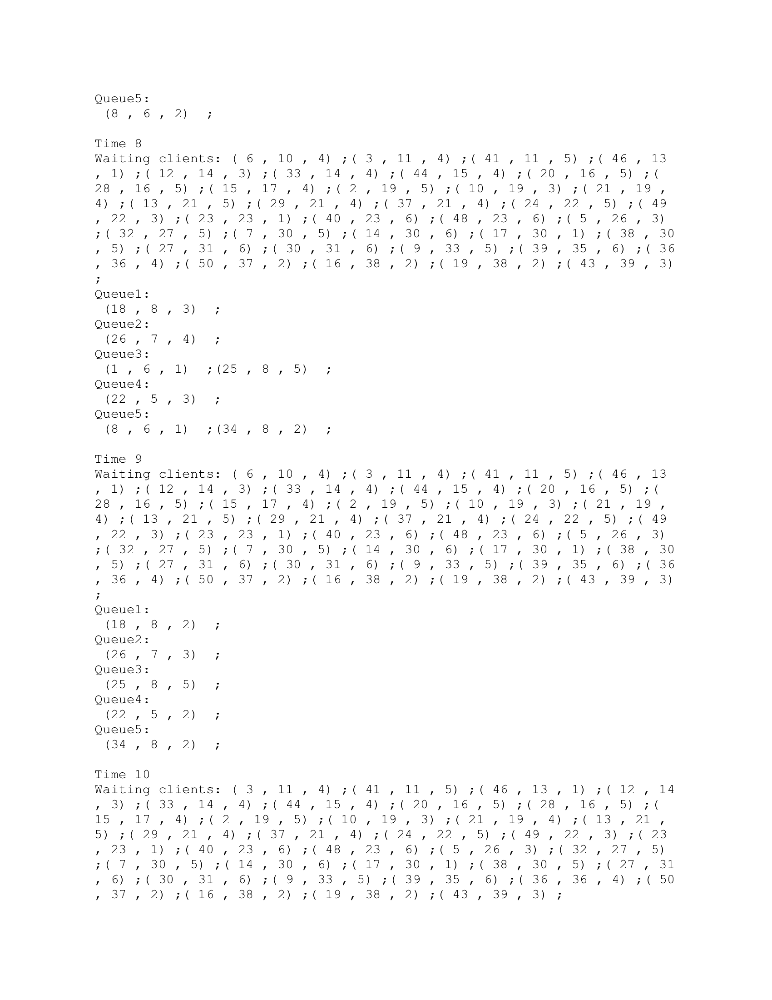 Queue5:
(8 , 6 , 2)  ;
Time 8
Waiting clients: ( 6 , 10 , 4) ;( 3 , 11 , 4) ;( 41 , 11 , 5) ;( 46 , 13
, 1) ;( 12 , 14 , 3) ;( 33 , 14 , 4) ;( 44 , 15 , 4) ;( 20 , 16 , 5) ;(
28 , 16 , 5) ;( 15 , 17 , 4) ;( 2 , 19 , 5) ;( 10 , 19 , 3) ;( 21 , 19 ,
4) ;( 13 , 21 , 5) ;( 29 , 21 , 4) ;( 37 , 21 , 4) ;( 24 , 22 , 5) ;( 49
, 22 , 3) ;( 23 , 23 , 1) ;( 40 , 23 , 6) ;( 48 , 23 , 6) ;( 5 , 26 , 3)
;( 32 , 27 , 5) ;( 7 , 30 , 5) ;( 14 , 30 , 6) ;( 17 , 30 , 1) ;( 38 , 30
, 5) ;( 27 , 31 , 6) ;( 30 , 31 , 6) ;( 9 , 33 , 5) ;( 39 , 35 , 6) ;( 36
, 36 , 4) ;( 50 , 37 , 2) ;( 16 , 38 , 2) ;( 19 , 38 , 2) ;( 43 , 39 , 3)
;
Queue1:
(18 , 8 , 3)  ;
Queue2:
(26 , 7 , 4)  ;
Queue3:
(1 , 6 , 1)  ;(25 , 8 , 5)  ;
Queue4:
(22 , 5 , 3)  ;
Queue5:
(8 , 6 , 1)  ;(34 , 8 , 2)  ;
Time 9
Waiting clients: ( 6 , 10 , 4) ;( 3 , 11 , 4) ;( 41 , 11 , 5) ;( 46 , 13
, 1) ;( 12 , 14 , 3) ;( 33 , 14 , 4) ;( 44 , 15 , 4) ;( 20 , 16 , 5) ;(
28 , 16 , 5) ;( 15 , 17 , 4) ;( 2 , 19 , 5) ;( 10 , 19 , 3) ;( 21 , 19 ,
4) ;( 13 , 21 , 5) ;( 29 , 21 , 4) ;( 37 , 21 , 4) ;( 24 , 22 , 5) ;( 49
, 22 , 3) ;( 23 , 23 , 1) ;( 40 , 23 , 6) ;( 48 , 23 , 6) ;( 5 , 26 , 3)
;( 32 , 27 , 5) ;( 7 , 30 , 5) ;( 14 , 30 , 6) ;( 17 , 30 , 1) ;( 38 , 30
, 5) ;( 27 , 31 , 6) ;( 30 , 31 , 6) ;( 9 , 33 , 5) ;( 39 , 35 , 6) ;( 36
, 36 , 4) ;( 50 , 37 , 2) ;( 16 , 38 , 2) ;( 19 , 38 , 2) ;( 43 , 39 , 3)
;
Queue1:
(18 , 8 , 2)  ;
Queue2:
(26 , 7 , 3)  ;
Queue3:
(25 , 8 , 5)  ;
Queue4:
(22 , 5 , 2)  ;
Queue5:
(34 , 8 , 2)  ;
Time 10
Waiting clients: ( 3 , 11 , 4) ;( 41 , 11 , 5) ;( 46 , 13 , 1) ;( 12 , 14
, 3) ;( 33 , 14 , 4) ;( 44 , 15 , 4) ;( 20 , 16 , 5) ;( 28 , 16 , 5) ;(
15 , 17 , 4) ;( 2 , 19 , 5) ;( 10 , 19 , 3) ;( 21 , 19 , 4) ;( 13 , 21 ,
5) ;( 29 , 21 , 4) ;( 37 , 21 , 4) ;( 24 , 22 , 5) ;( 49 , 22 , 3) ;( 23
, 23 , 1) ;( 40 , 23 , 6) ;( 48 , 23 , 6) ;( 5 , 26 , 3) ;( 32 , 27 , 5)
;( 7 , 30 , 5) ;( 14 , 30 , 6) ;( 17 , 30 , 1) ;( 38 , 30 , 5) ;( 27 , 31
, 6) ;( 30 , 31 , 6) ;( 9 , 33 , 5) ;( 39 , 35 , 6) ;( 36 , 36 , 4) ;( 50
, 37 , 2) ;( 16 , 38 , 2) ;( 19 , 38 , 2) ;( 43 , 39 , 3) ;